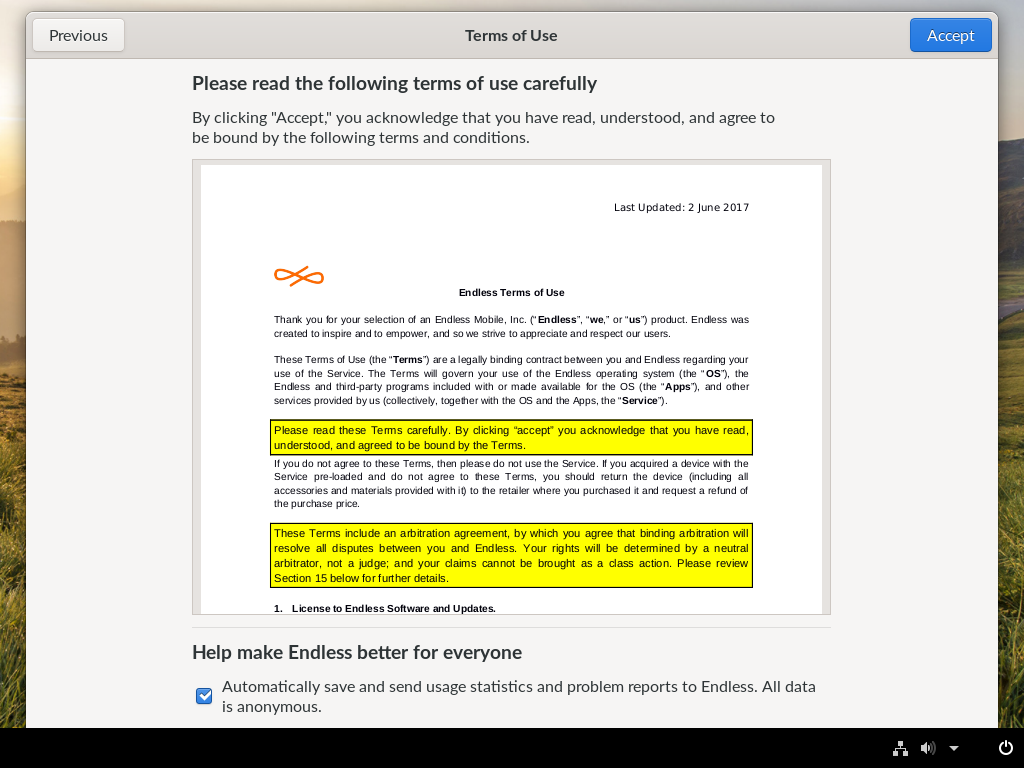 Previous
Terms of Use
Accept
Please read the following terms of use carefully
By clicking "Accept," you acknowledge that you have read, understood, and agree to
be bound by the following terms and conditions.
Last Updated: 2 June 2017
Endless Terms of Use
Thank you for your selection of an Endless Mobile, Inc. (“Endless”, “we,” or “us”) product. Endless was
created to inspire and to empower, and so we strive to appreciate and respect our users.
These Terms of Use (the “Terms”) are a legally binding contract between you and Endless regarding your
use of the Service. The Terms will govern your use of the Endless operating system (the “OS”), the
Endless and third-party programs included with or made available for the OS (the “Apps”), and other
services provided by us (collectively, together with the OS and the Apps, the “Service”).
Please read these Terms carefully. By clicking “accept” you acknowledge that you have read,
understood, and agreed to be bound by the Terms.
If you do not agree to these Terms, then please do not use the Service. If you acquired a device with the
Service pre-loaded and do not agree to these Terms, you should return the device (including all
accessories and materials provided with it) to the retailer where you purchased it and request a refund of
the purchase price.
These Terms include an arbitration agreement, by which you agree that binding arbitration will
resolve all disputes between you and Endless. Your rights will be determined by a neutral
arbitrator, not a judge; and your claims cannot be brought as a class action. Please review
Section 15 below for further details.
1. License to Endless Software and Updates.
Help make Endless better for everyone
Automatically save and send usage statistics and problem reports to Endless. All data
is anonymous.